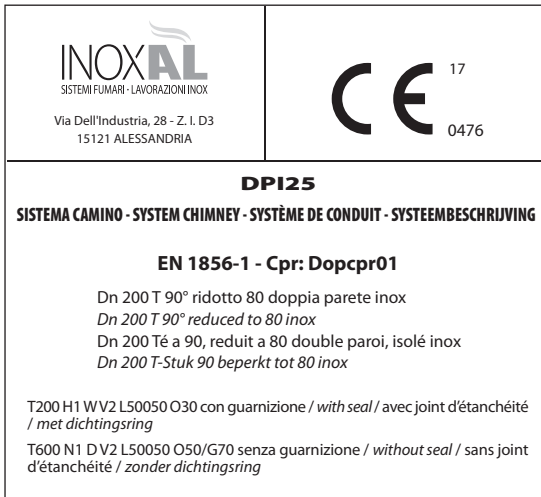 INOXAL
SISTEMI FUMARI - LAVORAZIONI INOX
Via Dell'Industria, 28 - Z. I. D3
15121 ALESSANDRIA
CE 17
0476
DPI25
SISTEMA CAMINO - SYSTEM CHIMNEY - SYSTÈME DE CONDUIT - SYSTEEMBESCHRIJVING
EN 1856-1 - Cpr: Dopcpr01
Dn 200 T 90° ridotto 80 doppia parete inox
Dn 200 T 90° reduced to 80 inox
Dn 200 Té a 90, reduit a 80 double paroi, isolé inox
Dn 200 T-Stuk 90 beperkt tot 80 inox
T200 H1 W V2 L50050 O30 con guarnizione / with seal / avec joint d'étanchéité
/ met dichtingsring
T600 N1 D V2 L50050 O50/G70 senza guarnizione / without seal / sans joint
d'étanchéité / zonder dichtingsring